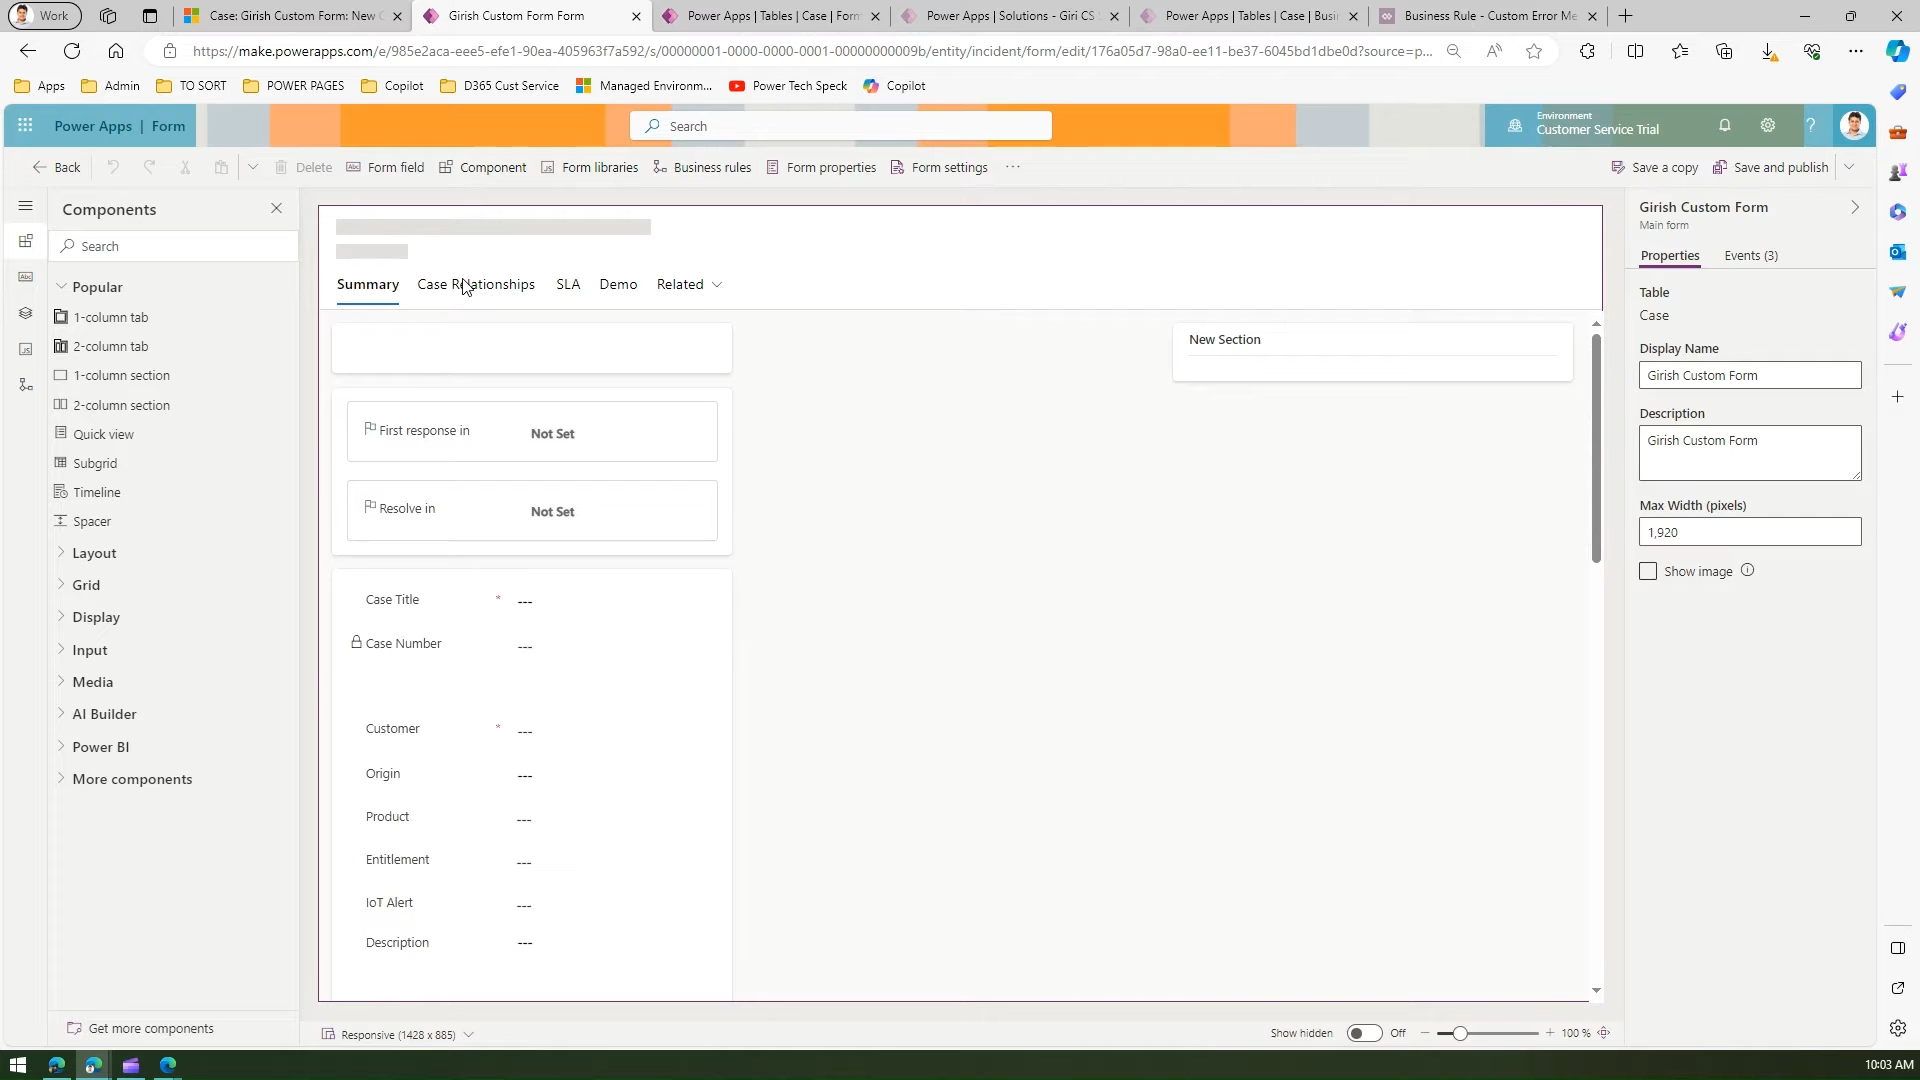 Work
Case: Girish Custom Form: New C
Girish Custom Form Form
Power Apps | Tables | Case | Form
Power Apps | Solutions - Giri CS
Power Apps | Tables | Case | Busi
Business Rule - Custom Error Me
https://make.powerapps.com/e/985e2aca-eee5-efe1-90ea-405963f7a592/s/00000001-0000-0000-0001-00000000009b/entity/incident/form/edit/176a05d7-98a0-ee11-be37-6045bd1dbe0d?source=p...
Apps
Admin
TO SORT
POWER PAGES
Copilot
D365 Cust Service
Managed Environm...
Power Tech Speck
Copilot
Power Apps | Form
Search
Environment
Customer Service Trial
Back
Delete
Form field
Component
Form libraries
Business rules
Form properties
Form settings
Save a copy
Save and publish
Components
Search
Popular
1-column tab
2-column tab
1-column section
2-column section
Quick view
Subgrid
Timeline
Spacer
Layout
Grid
Display
Input
Media
AI Builder
Power BI
More components
Get more components
Summary
Case Relationships
SLA
Demo
Related
New Section
First response in
Not Set
Resolve in
Not Set
Case Title * ---
Case Number ---
Customer * ---
Origin ---
Product ---
Entitlement ---
IoT Alert ---
Description ---
Responsive (1428 x 885)
Show hidden
Off
100 %
Girish Custom Form
Main form
Properties
Events (3)
Table
Case
Display Name
Girish Custom Form
Description
Girish Custom Form
Max Width (pixels)
1,920
Show image
10:03 AM